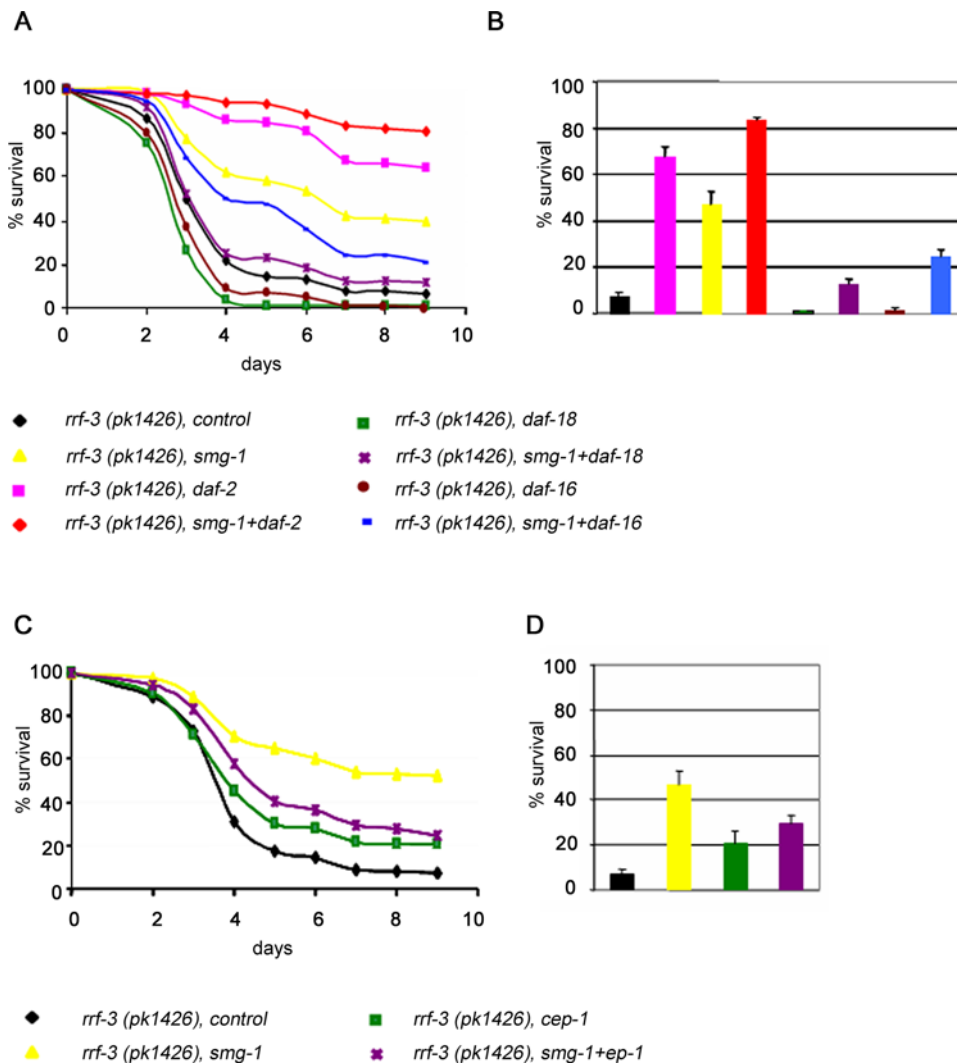 A
B
100
80
60
40
20
0
% survival
0 2 4 6 8 10
days
100
80
60
40
20
0
% survival
rrf-3 (pk1426), control
rrf-3 (pk1426), smg-1
rrf-3 (pk1426), daf-2
rrf-3 (pk1426), smg-1+daf-2
rrf-3 (pk1426), daf-18
rrf-3 (pk1426), smg-1+daf-18
rrf-3 (pk1426), daf-16
rrf-3 (pk1426), smg-1+daf-16
C
D
100
80
60
40
20
0
% survival
0 2 4 6 8 10
days
100
80
60
40
20
0
% survival
rrf-3 (pk1426), control
rrf-3 (pk1426), smg-1
rrf-3 (pk1426), cep-1
rrf-3 (pk1426), smg-1+ep-1